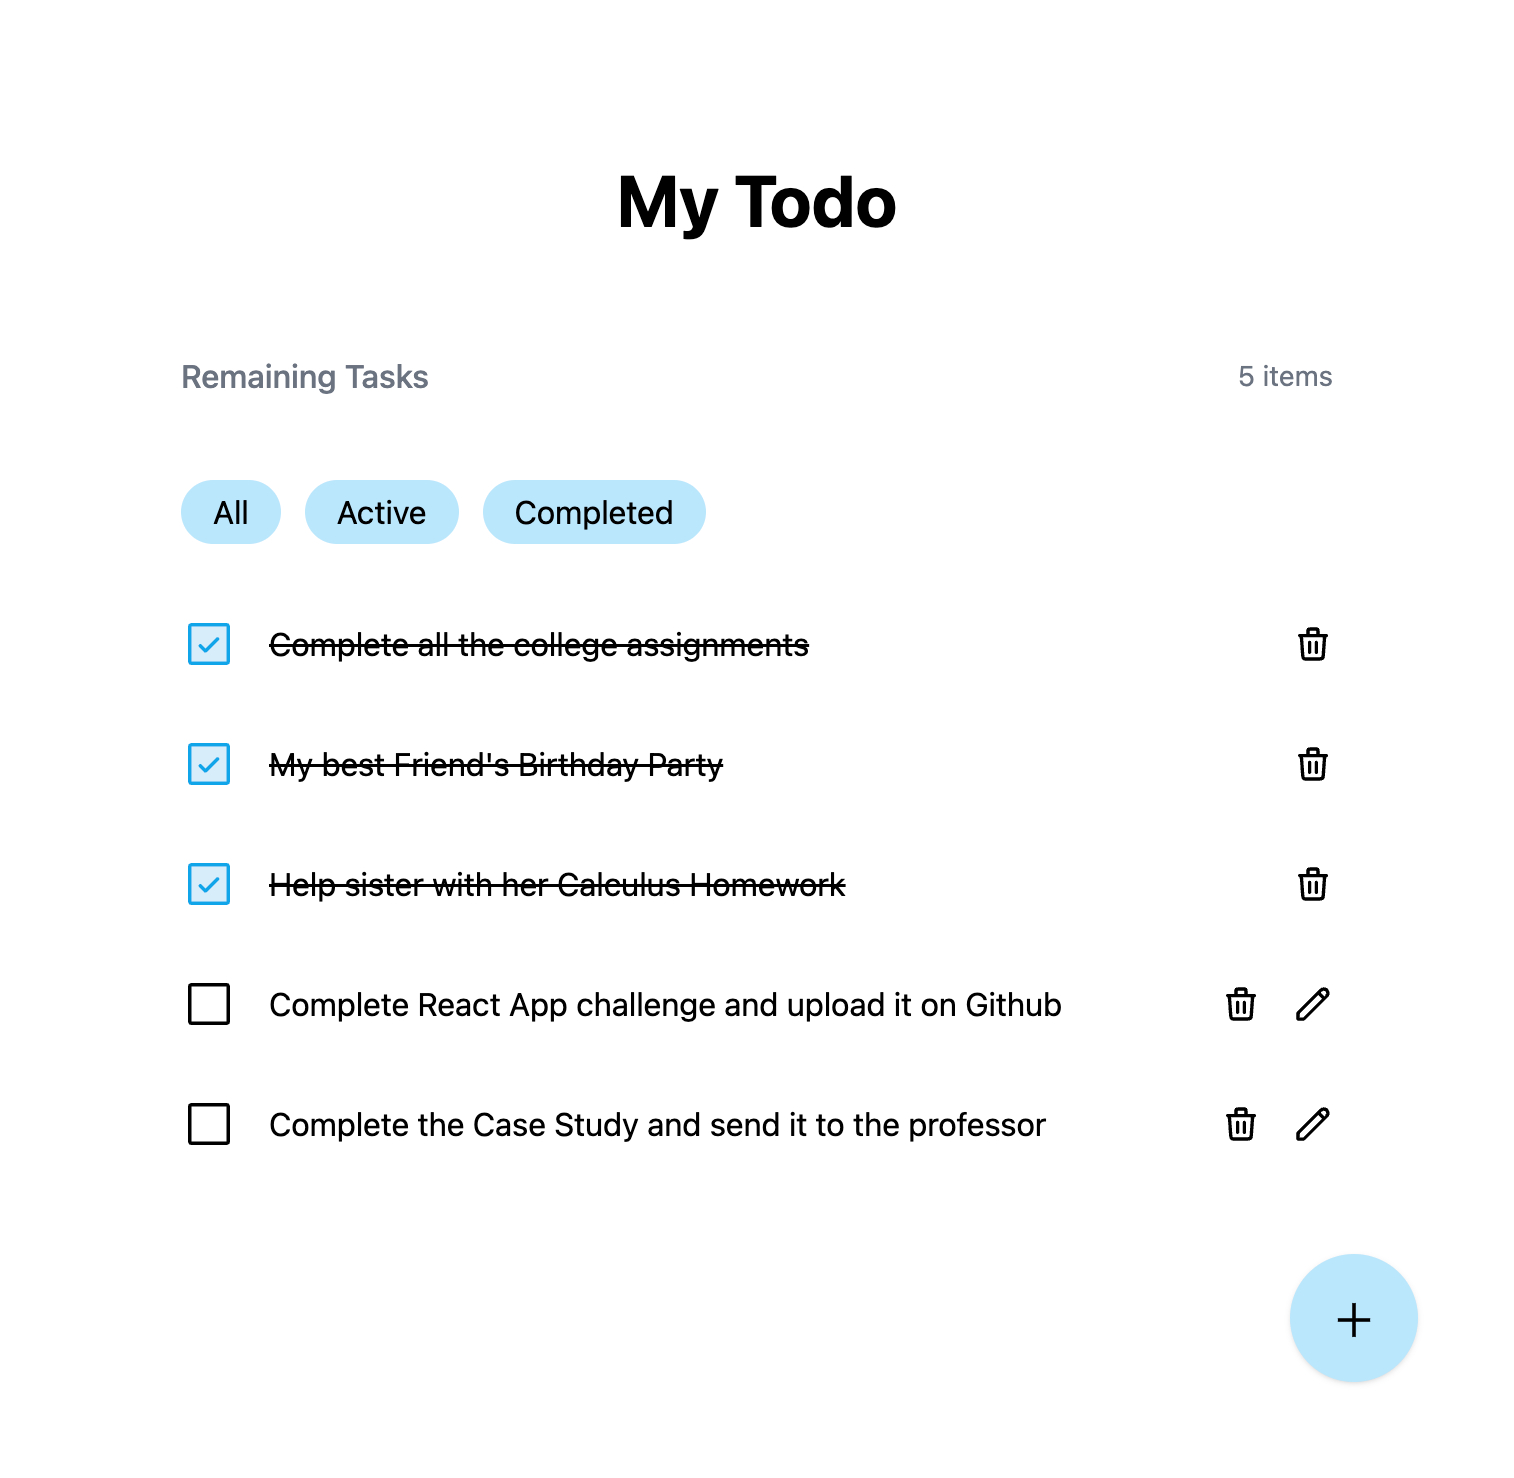 My Todo
Remaining Tasks
5 items
All
Active
Completed
Complete all the college assignments
My best Friend's Birthday Party
Help sister with her Calculus Homework
Complete React App challenge and upload it on Github
Complete the Case Study and send it to the professor